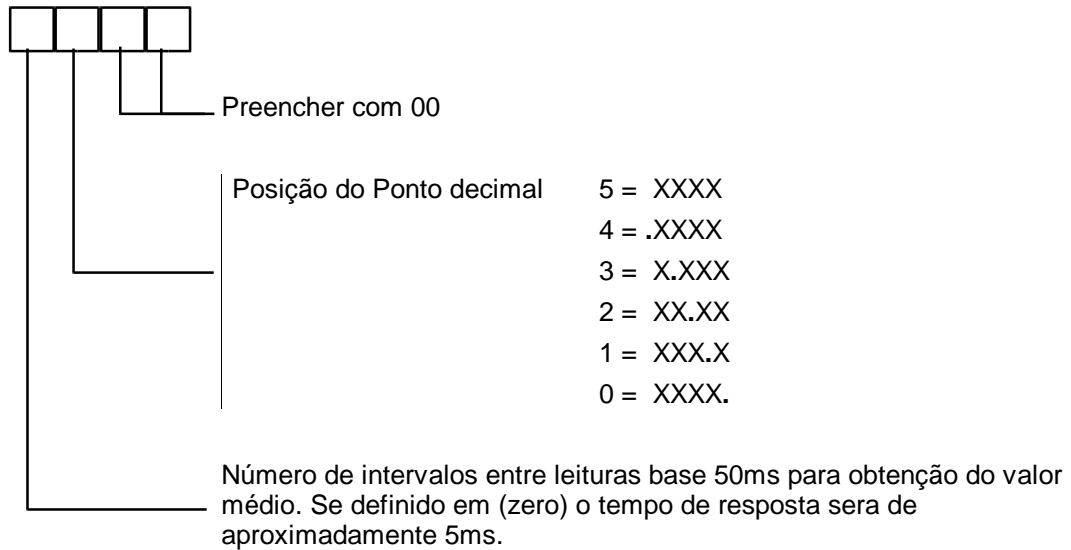 Preencher com 00
Posição do Ponto decimal 5 = XXXX
4 = .XXXX
3 = X.XXX
2 = XX.XX
1 = XXX.X
0 = XXXX.
Número de intervalos entre leituras base 50ms para obtenção do valor
médio. Se definido em (zero) o tempo de resposta sera de
aproximadamente 5ms.